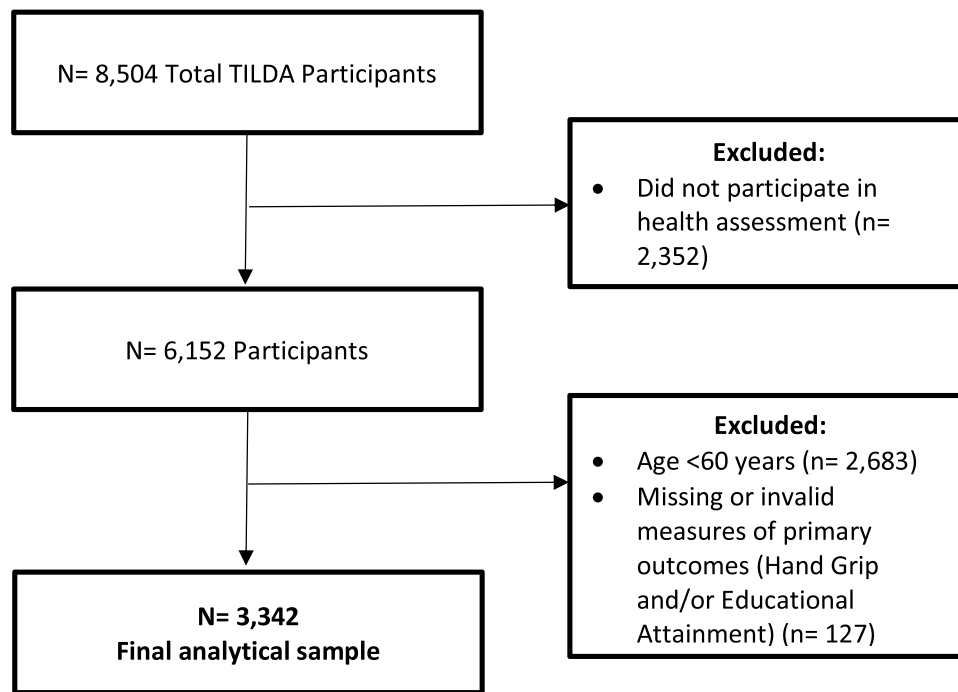 N= 8,504 Total TILDA Participants
Excluded:
• Did not participate in
health assessment (n=
2,352)
N= 6,152 Participants
Excluded:
• Age <60 years (n= 2,683)
• Missing or invalid
measures of primary
outcomes (Hand Grip
and/or Educational
Attainment) (n= 127)
N= 3,342
Final analytical sample